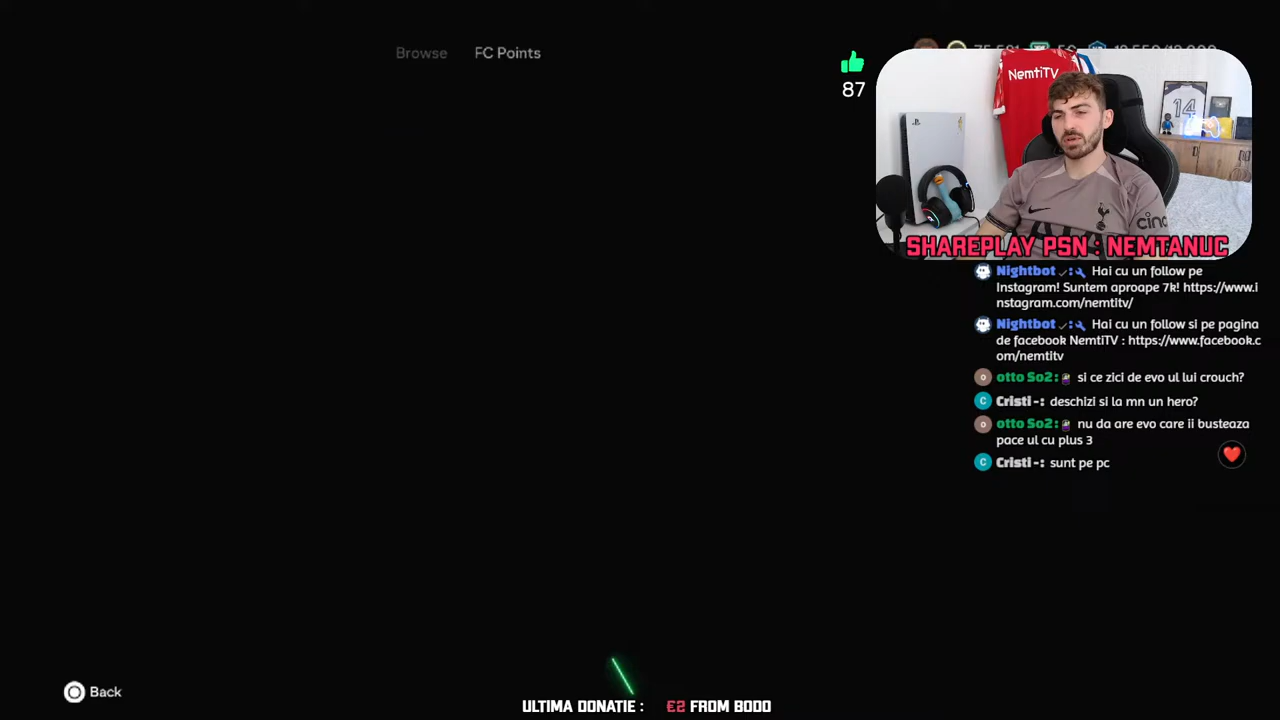 Browse
FC Points
87
NemtiTV
14
cinc
SHAREPLAY PSN : NEMTANUC
Nightbot : Hai cu un follow pe
Instagram! Suntem aproape 7k! https://www.i
nstagram.com/nemtitv/
Nightbot : Hai cu un follow si pe pagina
de facebook NemtiTV : https://www.facebook.c
om/nemtitv
otto So2: si ce zici de evo ul lui crouch?
Cristi-: deschizi si la mn un hero?
otto So2: nu da are evo care ii busteaza
pace ul cu plus 3
Cristi-: sunt pe pc
Back
ULTIMA DONATIE : €2 FROM BODO